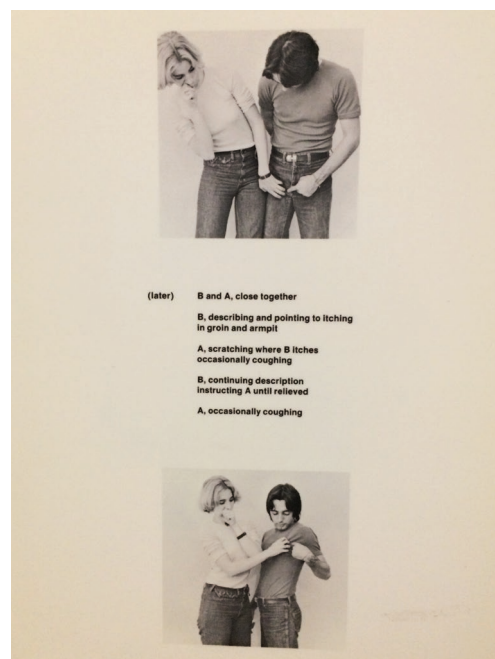 (later) B and A, close together
B, describing and pointing to itching
in groin and armpit
A, scratching where B itches
occasionally coughing
B, continuing description
instructing A until relieved
A, occasionally coughing